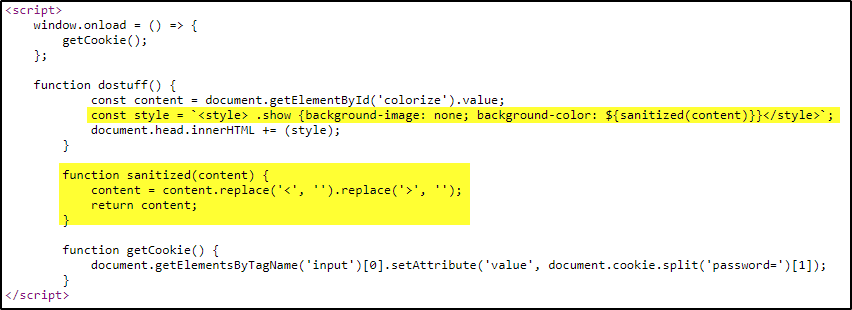 <script>
window.onload = () => {
getCookie();
};
function dostuff() {
const content = document.getElementById('colorize').value;
const style = `<style> .show {background-image: none; background-color: ${sanitized(content)}}</style>`;
document.head.innerHTML += (style);
}
function sanitized(content) {
content = content.replace('<', '').replace('>', '');
return content;
}
function getCookie() {
document.getElementsByTagName('input')[0].setAttribute('value', document.cookie.split('password=')[1]);
}
</script>